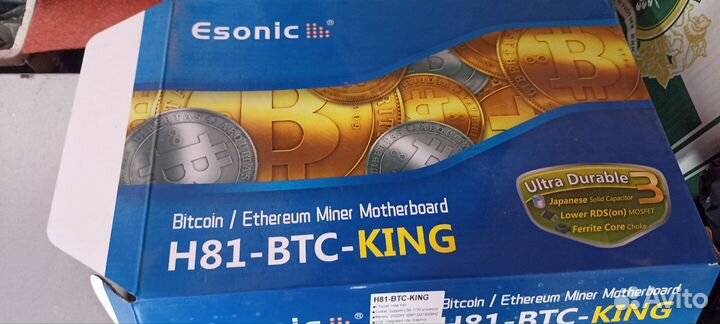 Esonic
Bitcoin / Ethereum Miner Motherboard
H81-BTC-KING
Ultra Durable 3
Japanese Solid Capacitor
Lower RDS(on) MOSFET
Ferrite Core Choke
H81-BTC-KING
Bitcoin / Ethereum Miner Motherboard
H81-BTC-KING
Esonic
Avito